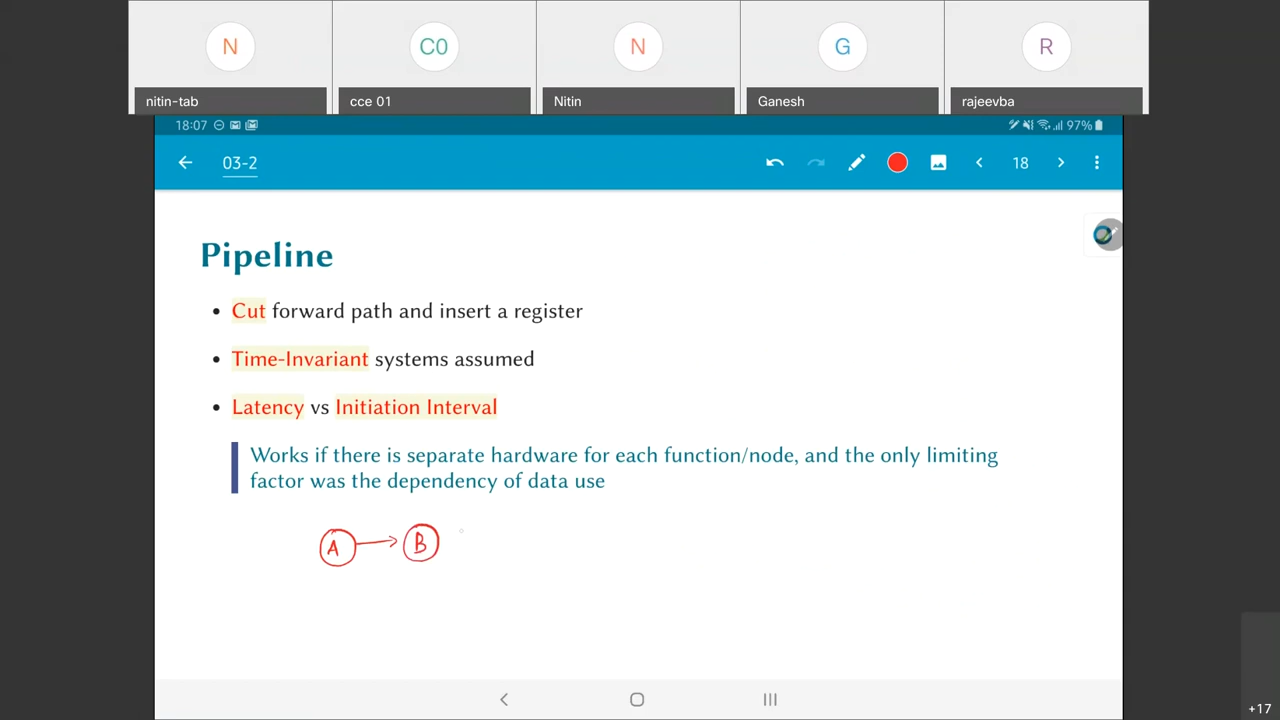 N C0 N G R
nitin-tab cce 01 Nitin Ganesh rajeevba
18:07 97%
03-2 18
Pipeline
• Cut forward path and insert a register
• Time-Invariant systems assumed
• Latency vs Initiation Interval
Works if there is separate hardware for each function/node, and the only limiting
factor was the dependency of data use
A B
+17